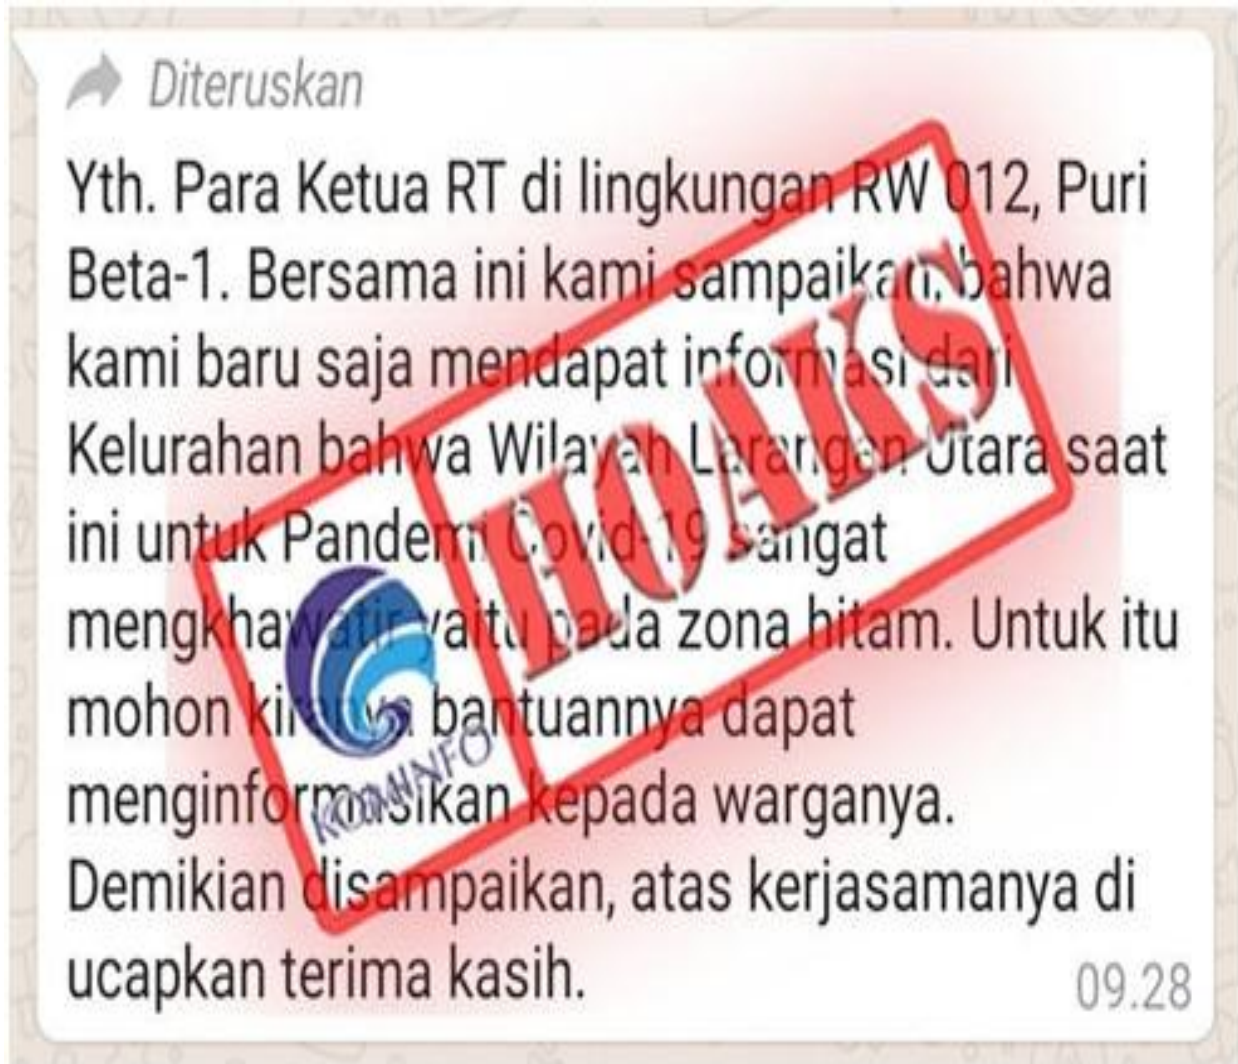 Diteruskan
Yth. Para Ketua RT di lingkungan RW 012, Puri
Beta-1. Bersama ini kami sampaikan, bahwa
kami baru saja mendapat informasi dari
Kelurahan bahwa Wilayah Larangan Utara saat
ini untuk Pandemi Covid-19 sangat
mengkhawatir yaitu pada zona hitam. Untuk itu
mohon kiranya bantuannya dapat
menginformasikan kepada warganya.
Demikian disampaikan, atas kerjasamanya di
ucapkan terima kasih.
09.28
HOAKS
KOMINFO